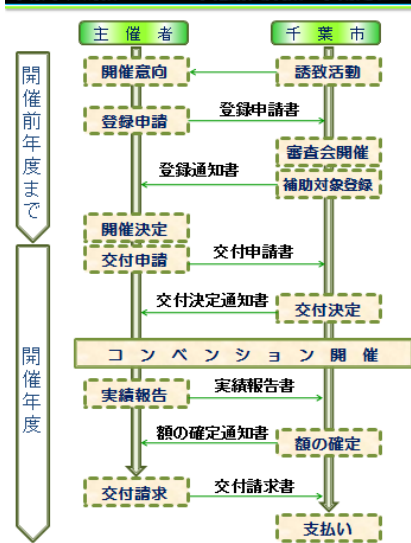 主催者
千葉市
開催前年度まで
開催意向
誘致活動
登録申請書
登録申請
審査会開催
登録通知書
補助対象登録
開催決定
交付申請書
交付申請
交付決定通知書
交付決定
コンベンション開催
開催年度
実績報告書
実績報告
額の確定通知書
額の確定
交付請求書
交付請求
支払い